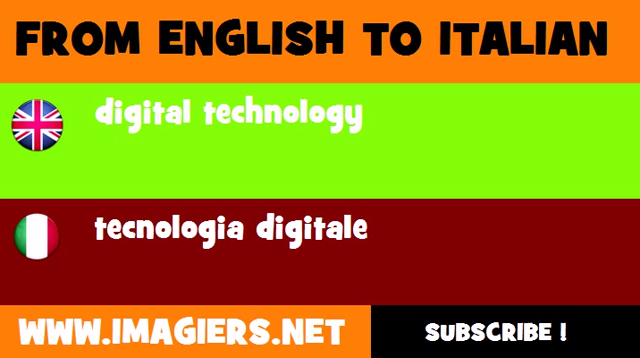 FROM ENGLISH TO ITALIAN
digital technology
tecnologia digitale
WWW.IMAGIERS.NET
SUBSCRIBE !